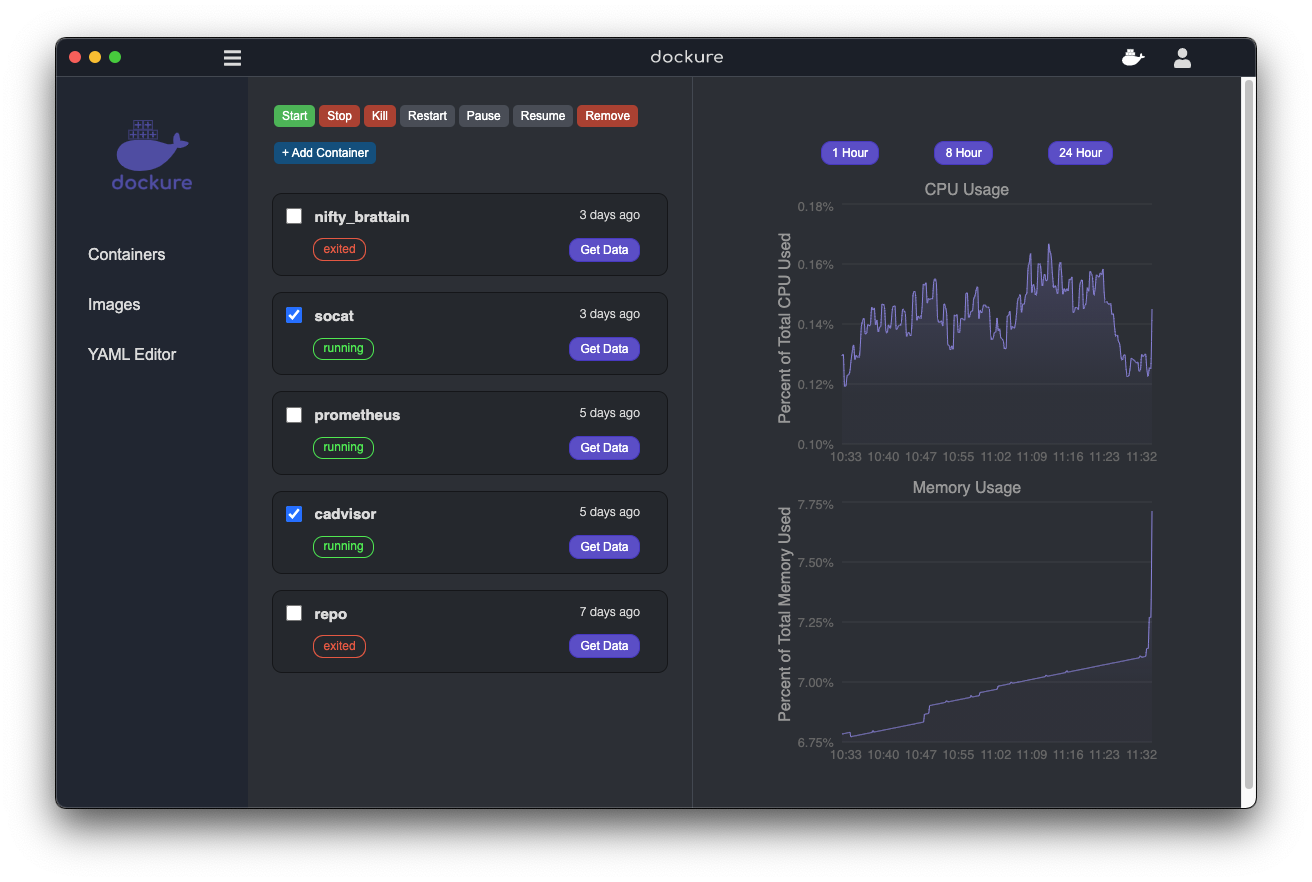 dockure
dockure
Containers
Images
YAML Editor
Start Stop Kill Restart Pause Resume Remove
+ Add Container
nifty_brattain 3 days ago
exited Get Data
socat 3 days ago
running Get Data
prometheus 5 days ago
running Get Data
cadvisor 5 days ago
running Get Data
repo 7 days ago
exited Get Data
1 Hour 8 Hour 24 Hour
CPU Usage
Percent of Total CPU Used
0.18%
0.16%
0.14%
0.12%
0.10%
10:33 10:40 10:47 10:55 11:02 11:09 11:16 11:23 11:32
Memory Usage
Percent of Total Memory Used
7.75%
7.50%
7.25%
7.00%
6.75%
10:33 10:40 10:47 10:55 11:02 11:09 11:16 11:23 11:32